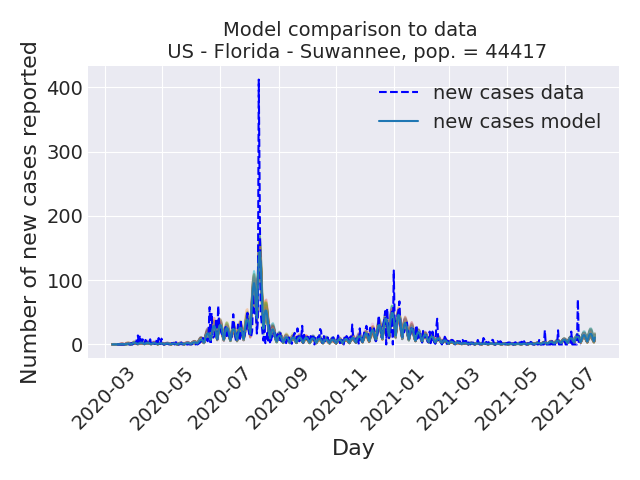 Model comparison to data
US - Florida - Suwannee, pop. = 44417
Number of new cases reported
400
300
200
100
0
new cases data
new cases model
2020-03
2020-05
2020-07
2020-09
2020-11
2021-01
2021-03
2021-05
2021-07
Day